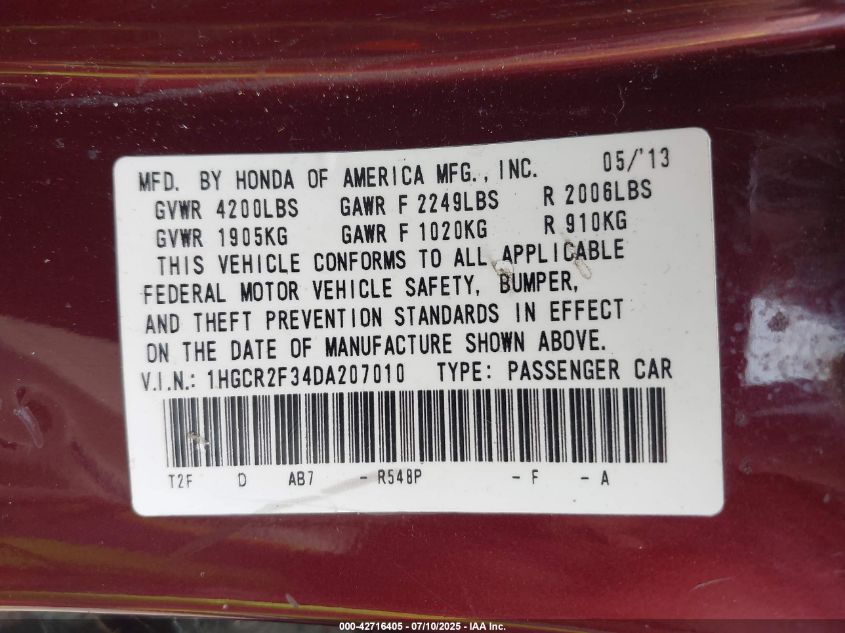 MFD. BY HONDA OF AMERICA MFG., INC. 05/'13
GVWR 4200LBS GAWR F 2249LBS R 2006LBS
GVWR 1905KG GAWR F 1020KG R 910KG
THIS VEHICLE CONFORMS TO ALL APPLICABLE
FEDERAL MOTOR VEHICLE SAFETY, BUMPER,
AND THEFT PREVENTION STANDARDS IN EFFECT
ON THE DATE OF MANUFACTURE SHOWN ABOVE.
V.I.N.: 1HGCR2F34DA207010 TYPE: PASSENGER CAR
T2F D AB7 - R548P - F - A
000-42716405 - 07/10/2025 - IAA Inc.